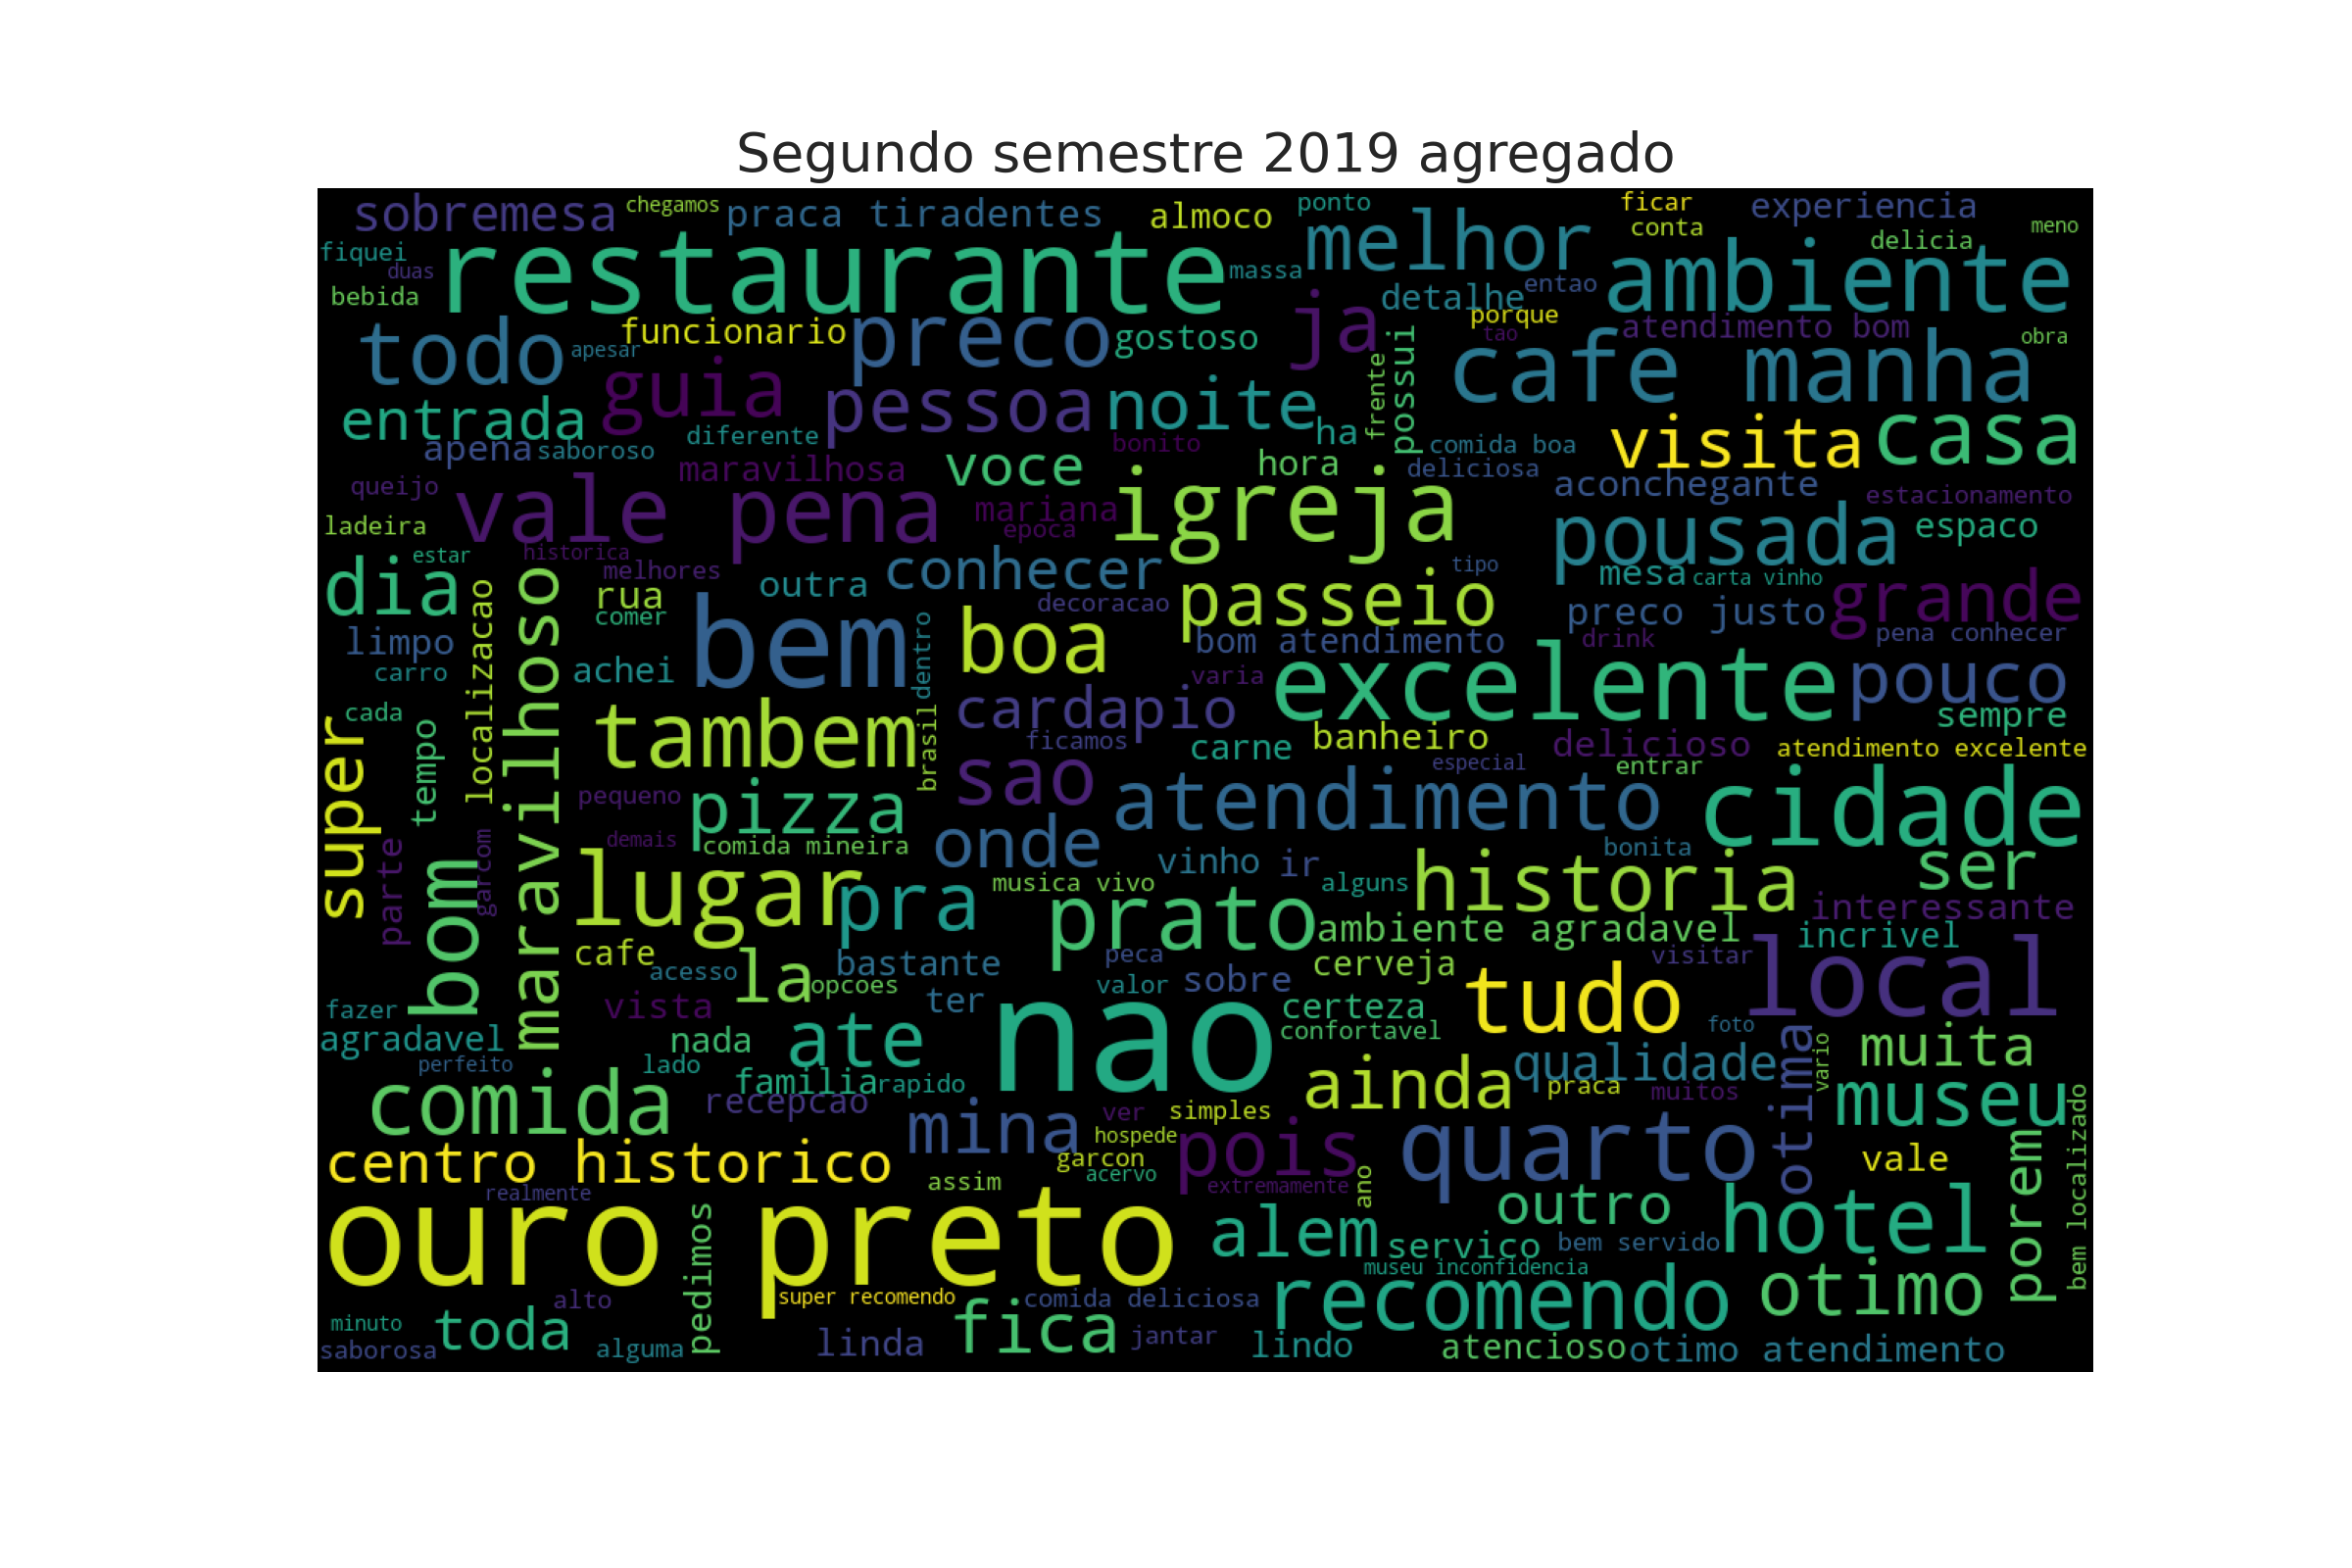 Segundo semestre 2019 agregado
sobremesa
chegamos
praca tiradentes
almoco
ponto
ficar
experiencia
conta
meno
fiquei
duas
restaurante
massa
melhor
entao
delicia
ambiente
bebida
detalhe
porque
tao
atendimento bom
obra
todo
apesar
funcionario
preco
gostoso
ja
frente
possui
cafe manha
guia
entrada
pessoa
noite
ha
visita
casa
apena
saboroso
diferente
bonito
comida boa
maravilhosa
voce
hora
deliciosa
queijo
vale pena
mariana
epoca
igreja
aconchegante
estacionamento
ladeira
estar
historica
pousada
espaco
dia
localizacao
maravilhoso
melhores
outra
conhecer
tipo
mesa
carta vinho
rua
comer
bem
decoracao
passeio
preco justo
grande
limpo
carro
achei
dentro
boa
bom atendimento
drink
pena conhecer
varia
excelente
pouco
cada
super
tempo
tambem
brasil
cardapio
ficamos
carne
banheiro
delicioso
sempre
atendimento excelente
especial
entrar
pequeno
pizza
sao
atendimento
cidade
demais
comida mineira
onde
vinho
ir
alguns
bonita
ser
parte
garcom
bom
lugar
pra
musica vivo
prato
historia
interessante
ambiente agradavel
incrivel
cafe
acesso
la
opcoes
bastante
peca
valor
sobre
cerveja
visitar
local
fazer
vista
ter
nao
certeza
confortavel
tudo
foto
agradavel
nada
ate
otima
vario
muita
perfeito
lado
familia
rapido
ainda
qualidade
praca
muitos
museu
comida
recepcao
mina
ver
simples
hospede
garcon
acervo
pois
quarto
vale
porem
bem localizado
centro historico
realmente
assim
extremamente
ano
outro
hotel
ouro preto
pedimos
alem
servico
bem servido
museu inconfidencia
recomendo
otimo
alto
super recomendo
comida deliciosa
minuto
toda
saborosa
alguma
linda
fica
jantar
lindo
atencioso
otimo atendimento